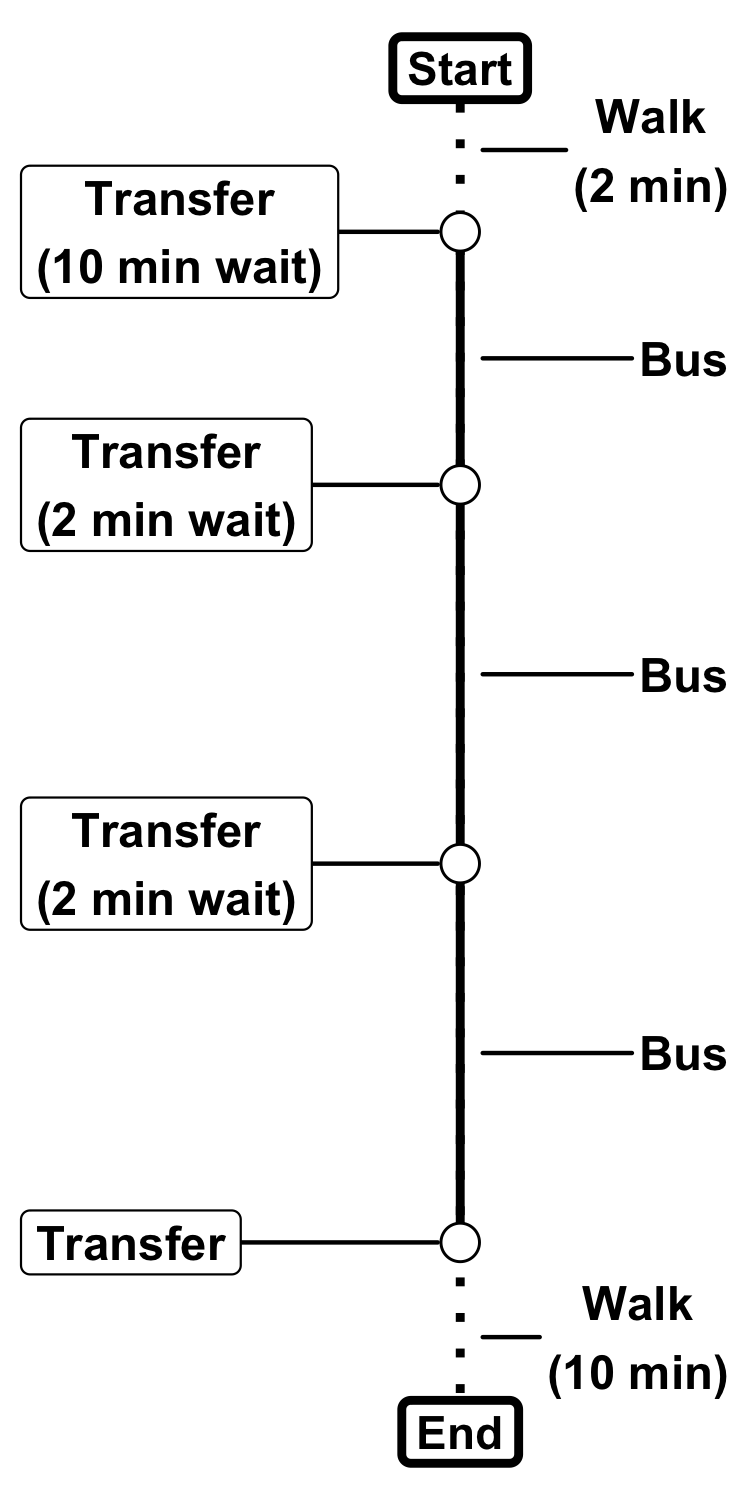 Start
Walk
(2 min)
Transfer
(10 min wait)
Bus
Transfer
(2 min wait)
Bus
Transfer
(2 min wait)
Bus
Transfer
Walk
(10 min)
End